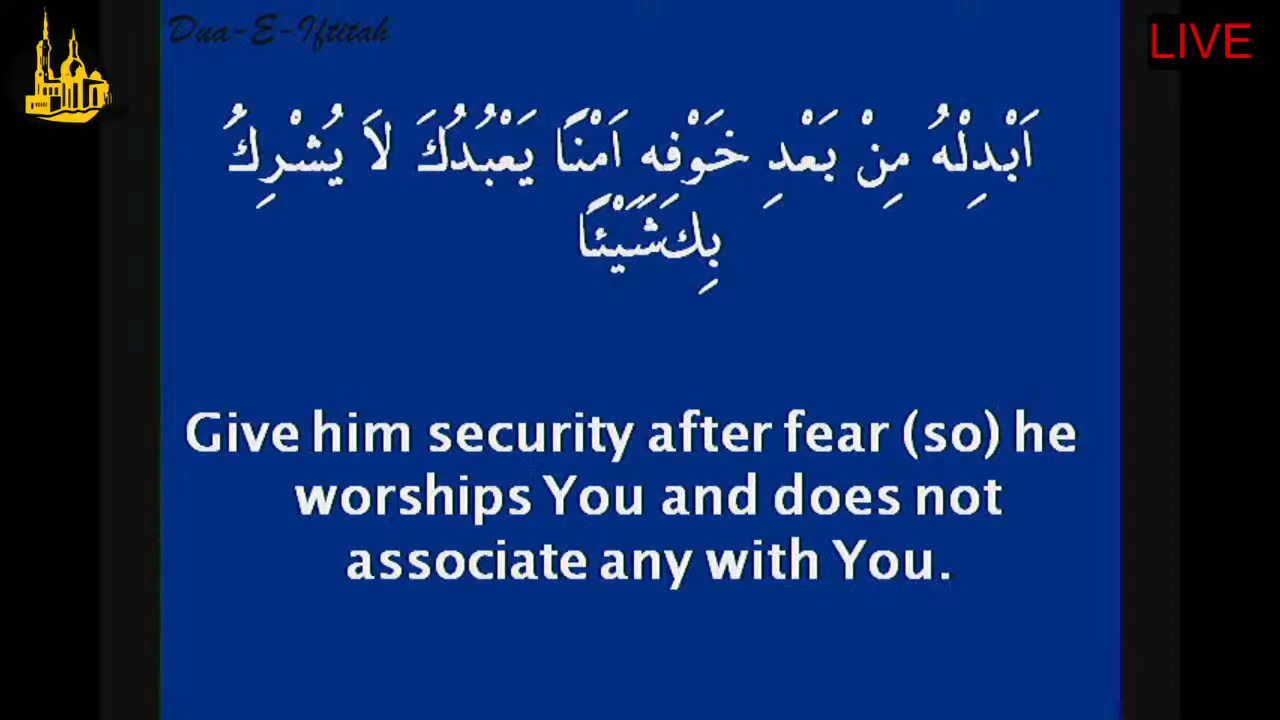 Dua-E-Iftitah
LIVE
اَبْدِلْهُ مِنْ بَعْدِ خَوْفِهِ اَمْنًا يَعْبُدُكَ لَا يُشْرِكُ
بِكَ شَيْئًا
Give him security after fear (so) he
worships You and does not
associate any with You.